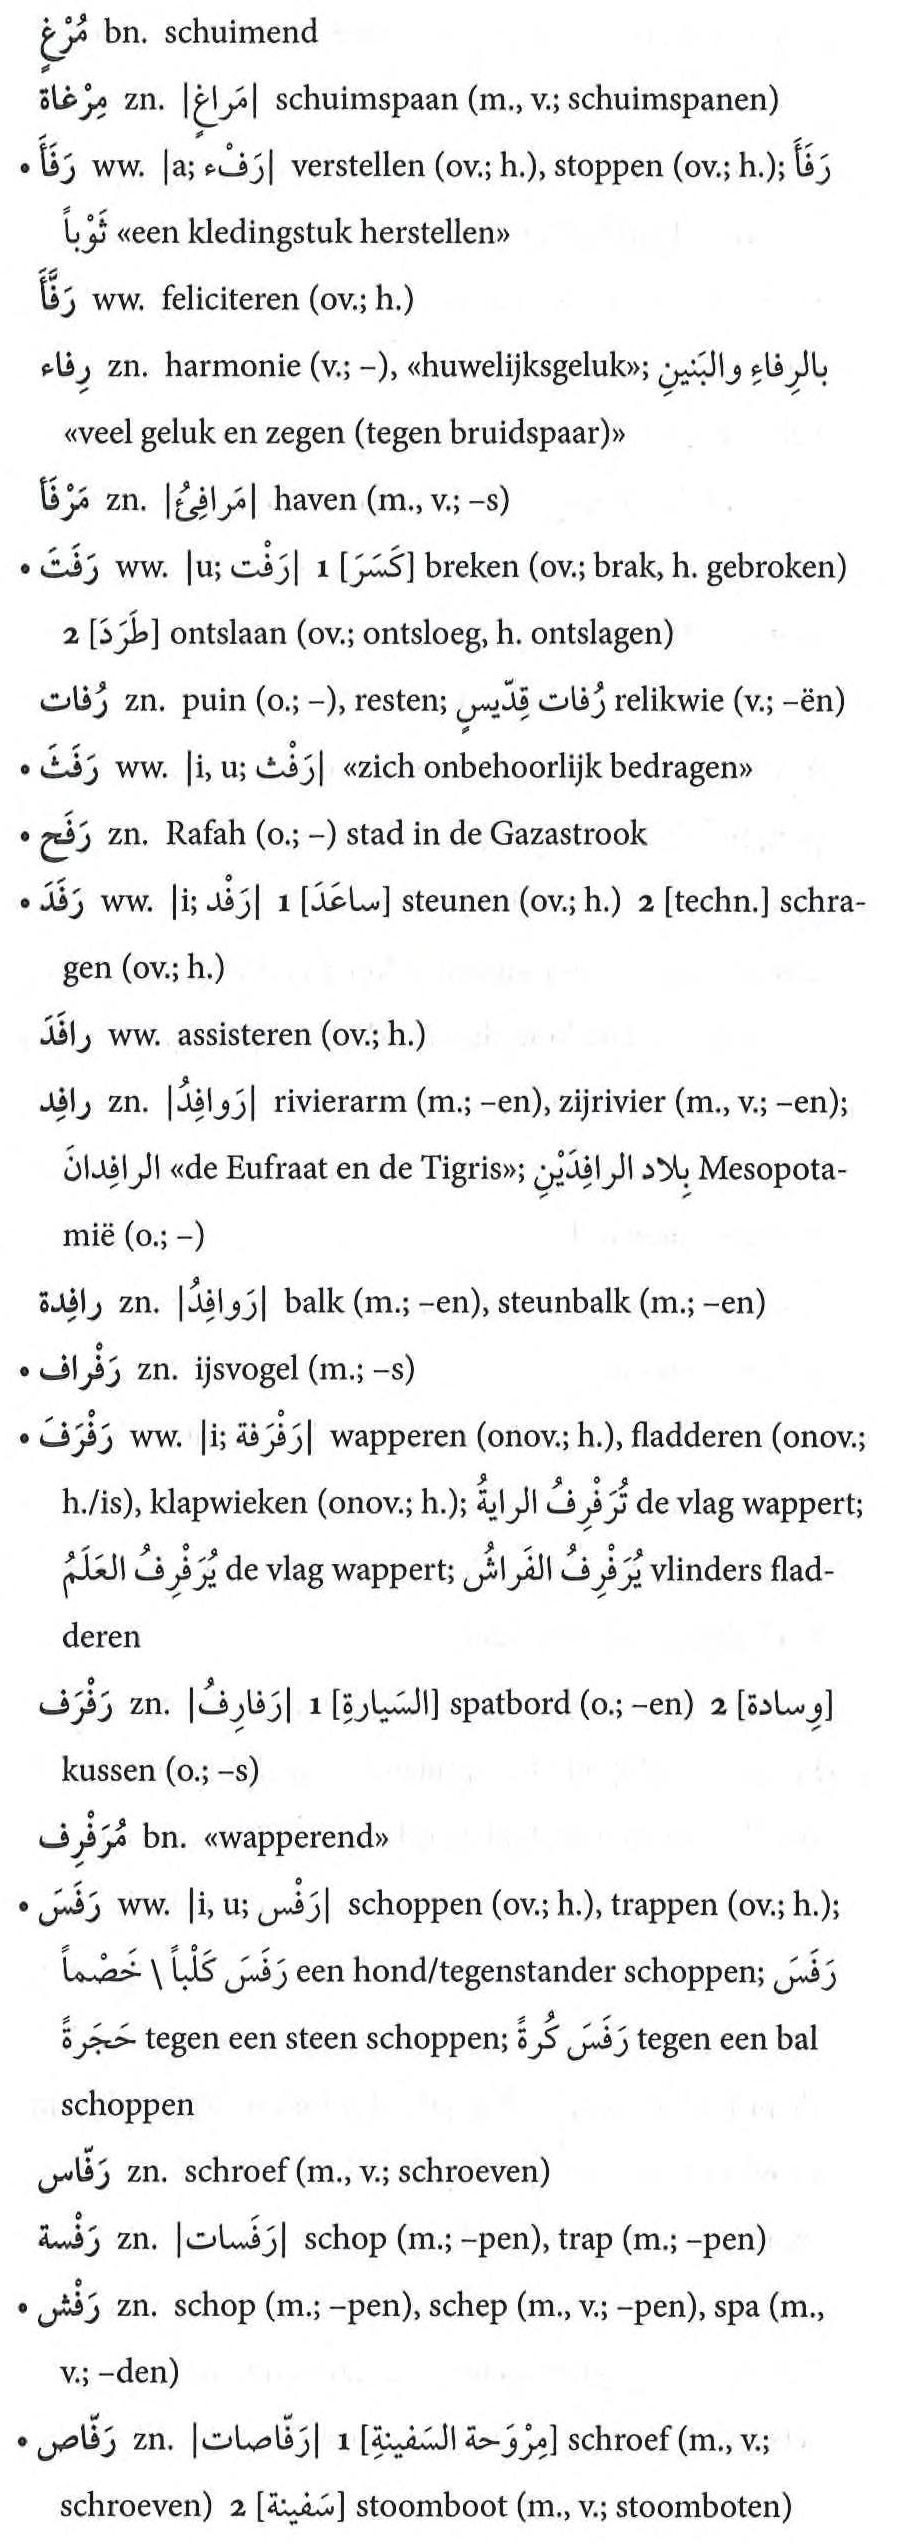 مُرْغٍ bn. schuimend
مِرْغاة zn. |مَراغٍ| schuimspaan (m., v.; schuimspanen)
• رَفَأَ ww. |a; رَفْء| verstellen (ov.; h.), stoppen (ov.; h.); رَفَأَ
ثَوْباً «een kledingstuk herstellen»
رَفَّأَ ww. feliciteren (ov.; h.)
رِفاء zn. harmonie (v.; –), «huwelijksgeluk»; بالرِفاءِ والبَنينِ
«veel geluk en zegen (tegen bruidspaar)»
مَرْفَأ zn. |مَرافِئُ| haven (m., v.; –s)
• رَفَتَ ww. |u; رَفْت| 1 [كَسَرَ] breken (ov.; brak, h. gebroken)
2 [طَرَدَ] ontslaan (ov.; ontsloeg, h. ontslagen)
رُفات zn. puin (o.; –), resten; رُفات قِدّيسٍ relikwie (v.; –ën)
• رَفَثَ ww. |i, u; رَفْث| «zich onbehoorlijk bedragen»
• رَفَح zn. Rafah (o.; –) stad in de Gazastrook
• رَفَدَ ww. |i; رَفْد| 1 [ساعَدَ] steunen (ov.; h.) 2 [techn.] schra-
gen (ov.; h.)
رافَدَ ww. assisteren (ov.; h.)
رافِد zn. |رَوافِدُ| rivierarm (m.; –en), zijrivier (m., v.; –en);
الرافِدانَ «de Eufraat en de Tigris»; بِلاد الرافِدَيْنِ Mesopota-
mië (o.; –)
رافِدة zn. |رَوافِدُ| balk (m.; –en), steunbalk (m.; –en)
• رَفْراف zn. ijsvogel (m.; –s)
• رَفْرَفَ ww. |i; رَفْرَفة| wapperen (onov.; h.), fladderen (onov.;
h./is), klapwieken (onov.; h.); تُرَفْرِفُ الرايةُ de vlag wappert;
يُرَفْرِفُ العَلَمُ de vlag wappert; يُرَفْرِفُ الفَراشُ vlinders flad-
deren
رَفْرَف zn. |رَفارِفُ| 1 [السَيارةِ] spatbord (o.; –en) 2 [وِسادة]
kussen (o.; –s)
مُرَفْرِف bn. «wapperend»
• رَفَسَ ww. |i, u; رَفْس| schoppen (ov.; h.), trappen (ov.; h.);
رَفَسَ كَلْباً \ خَصْماً een hond/tegenstander schoppen; رَفَسَ
حَجَرةً tegen een steen schoppen; رَفَسَ كُرةً tegen een bal
schoppen
رَفّاس zn. schroef (m., v.; schroeven)
رَفْسة zn. |رَفَسات| schop (m.; –pen), trap (m.; –pen)
• رَفْش zn. schop (m.; –pen), schep (m., v.; –pen), spa (m.,
v.; –den)
• رَفّاص zn. |رَفّاصات| 1 [مِرْوَحة السَفينةِ] schroef (m., v.;
schroeven) 2 [سَفينة] stoomboot (m., v.; stoomboten)